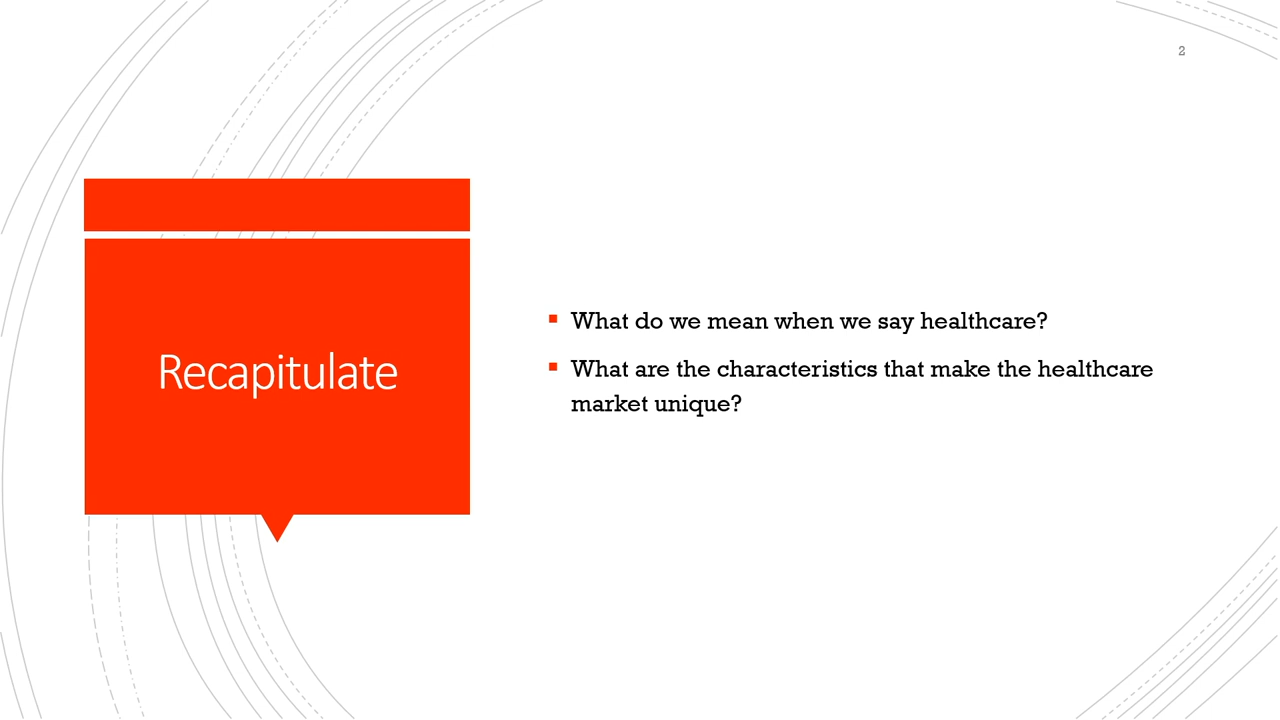 2
Recapitulate
▪ What do we mean when we say healthcare?
▪ What are the characteristics that make the healthcare
market unique?